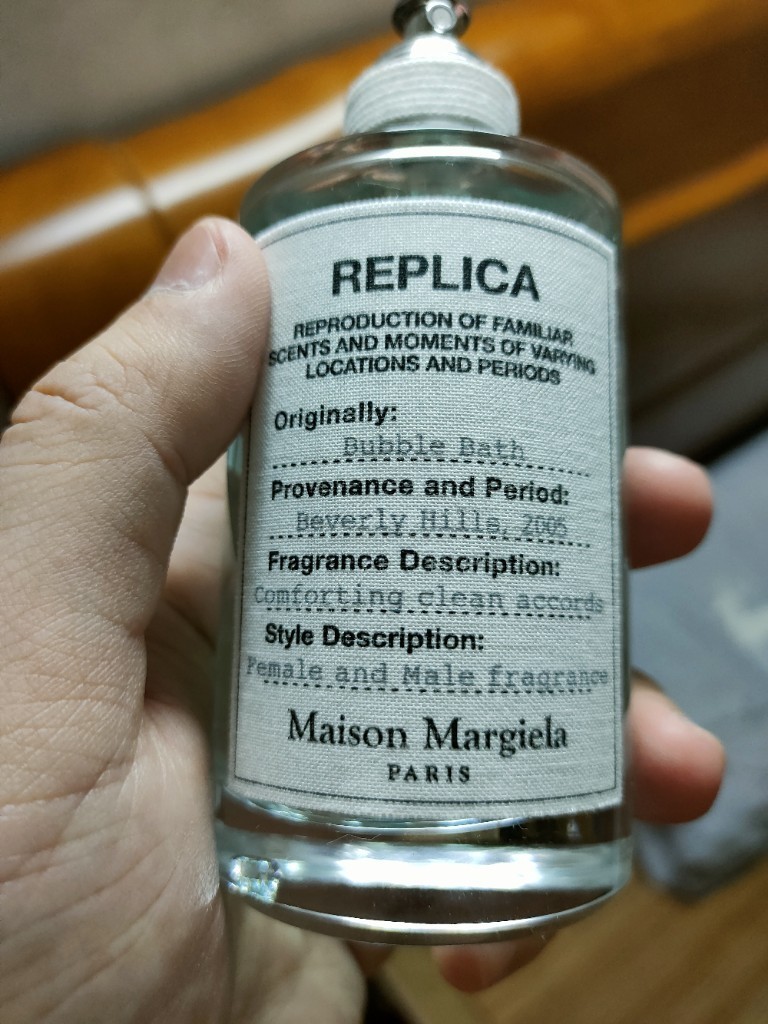 REPLICA
REPRODUCTION OF FAMILIAR
SCENTS AND MOMENTS OF VARYING
LOCATIONS AND PERIODS
Originally:
Bubble Bath
Provenance and Period:
Beverly Hills, 2005
Fragrance Description:
Comforting clean accords
Style Description:
Female and Male fragrance
Maison Margiela
PARIS